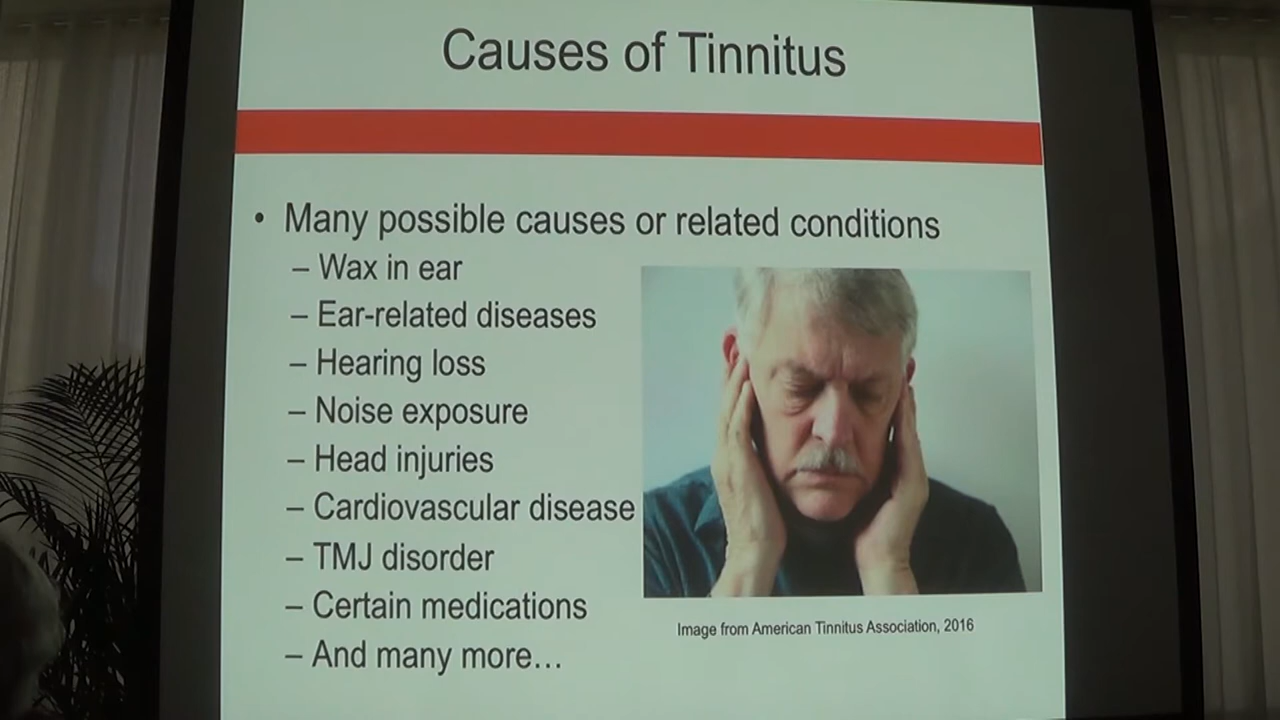 Causes of Tinnitus
• Many possible causes or related conditions
– Wax in ear
– Ear-related diseases
– Hearing loss
– Noise exposure
– Head injuries
– Cardiovascular disease
– TMJ disorder
– Certain medications
– And many more…
Image from American Tinnitus Association, 2016